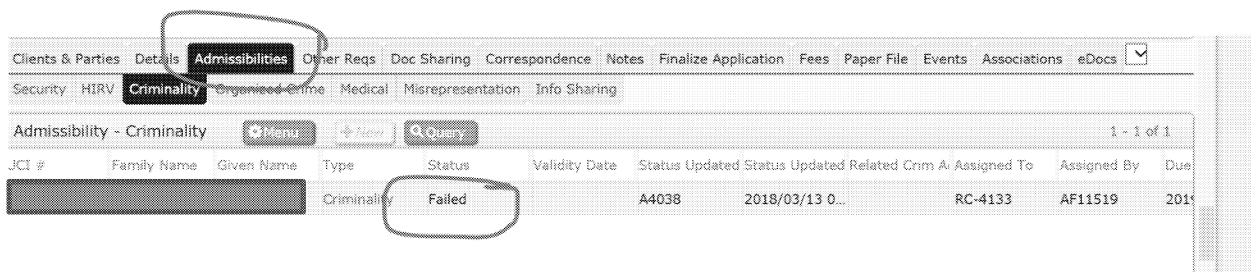 Clients & Parties Details Admissibilities Other Reqs Doc Sharing Correspondence Notes Finalize Application Fees Paper File Events Associations eDocs
Security HIRV Criminality Organized Crime Medical Misrepresentation Info Sharing
Admissibility - Criminality Menu New Query 1 - 1 of 1
JCI # Family Name Given Name Type Status Validity Date Status Updated Status Updated Related Crim A Assigned To Assigned By Due
Criminality Failed A4038 2018/03/13 0... RC-4133 AF11519 2019